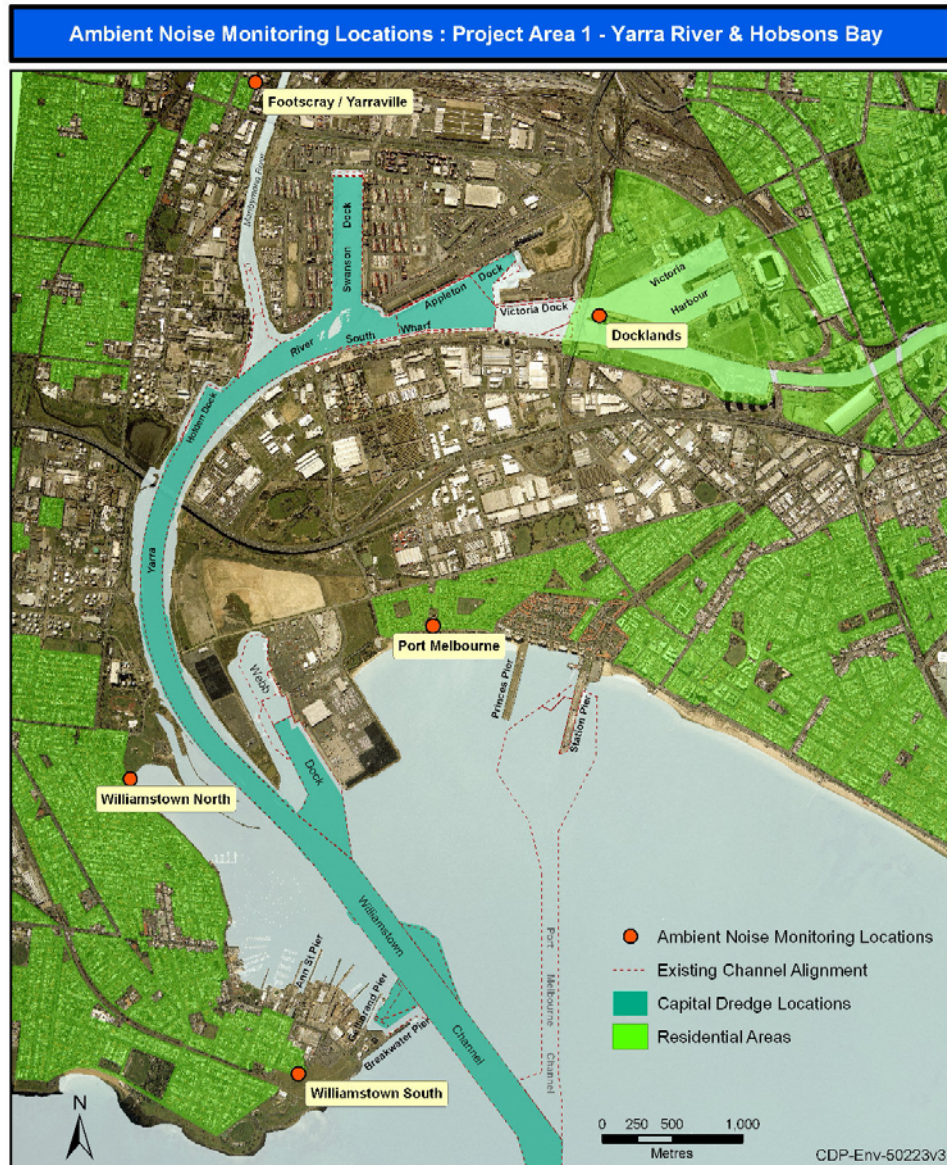 Ambient Noise Monitoring Locations : Project Area 1 - Yarra River & Hobsons Bay
Footscray / Yarraville
Maribyrnong River
Swanson Dock
Appleton Dock
Victoria Harbour
Victoria Dock
River
South Wharf
Docklands
Holden Dock
Yarra
Port Melbourne
Webb
Dock
Princes Pier
Station Pier
Williamstown North
Williamstown
Channel
Port Melbourne Channel
Ann St Pier
Gellibrand Pier
Breakwater Pier
Williamstown South
Ambient Noise Monitoring Locations
Existing Channel Alignment
Capital Dredge Locations
Residential Areas
N
0 250 500 1,000
Metres
CDP-Env-50223v3